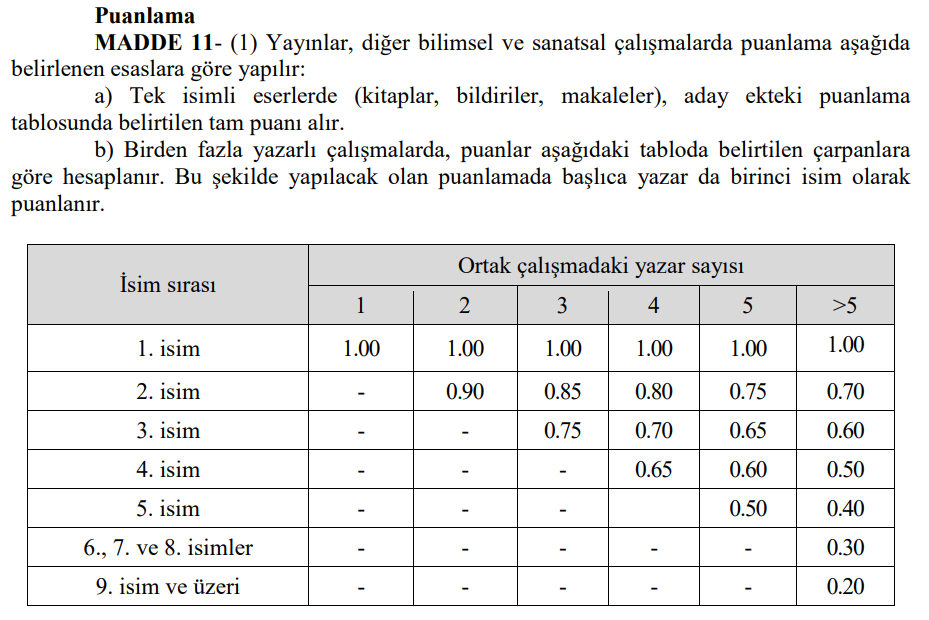 Puanlama
MADDE 11- (1) Yayınlar, diğer bilimsel ve sanatsal çalışmalarda puanlama aşağıda
belirlenen esaslara göre yapılır:
a) Tek isimli eserlerde (kitaplar, bildiriler, makaleler), aday ekteki puanlama
tablosunda belirtilen tam puanı alır.
b) Birden fazla yazarlı çalışmalarda, puanlar aşağıdaki tabloda belirtilen çarpanlara
göre hesaplanır. Bu şekilde yapılacak olan puanlamada başlıca yazar da birinci isim olarak
puanlanır.
İsim sırası
Ortak çalışmadaki yazar sayısı
1 2 3 4 5 >5
1. isim 1.00 1.00 1.00 1.00 1.00 1.00
2. isim - 0.90 0.85 0.80 0.75 0.70
3. isim - - 0.75 0.70 0.65 0.60
4. isim - - - 0.65 0.60 0.50
5. isim - - - 0.50 0.40
6., 7. ve 8. isimler - - - - - 0.30
9. isim ve üzeri - - - - - 0.20